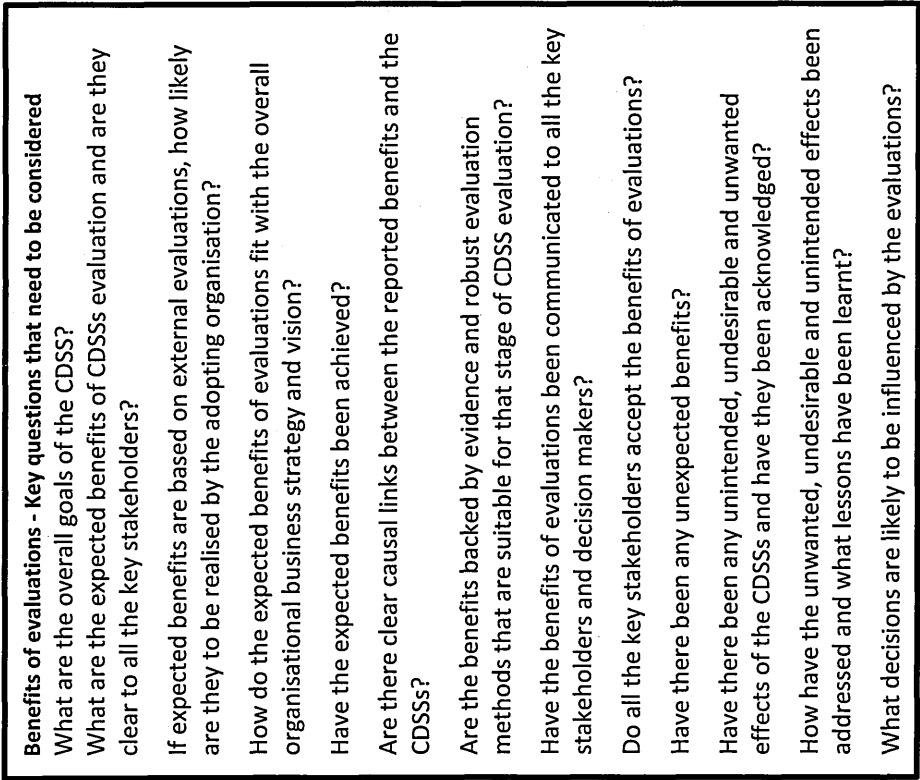 Benefits of evaluations - Key questions that need to be considered
What are the overall goals of the CDSS?
What are the expected benefits of CDSSs evaluation and are they
clear to all the key stakeholders?
If expected benefits are based on external evaluations, how likely
are they to be realised by the adopting organisation?
How do the expected benefits of evaluations fit with the overall
organisational business strategy and vision?
Have the expected benefits been achieved?
Are there clear causal links between the reported benefits and the
CDSSs?
Are the benefits backed by evidence and robust evaluation
methods that are suitable for that stage of CDSS evaluation?
Have the benefits of evaluations been communicated to all the key
stakeholders and decision makers?
Do all the key stakeholders accept the benefits of evaluations?
Have there been any unexpected benefits?
Have there been any unintended, undesirable and unwanted
effects of the CDSSs and have they been acknowledged?
How have the unwanted, undesirable and unintended effects been
addressed and what lessons have been learnt?
What decisions are likely to be influenced by the evaluations?